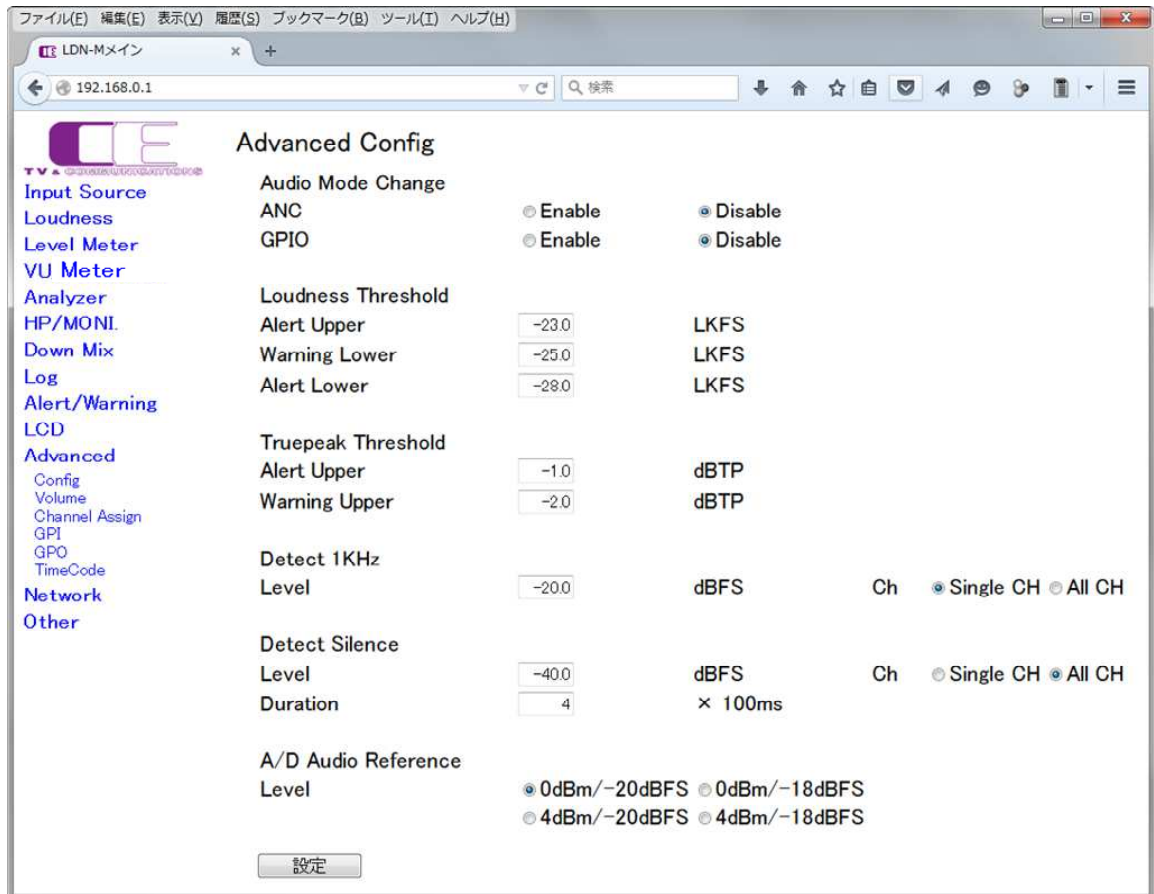 ファイル(F) 編集(E) 表示(V) 履歴(S) ブックマーク(B) ツール(T) ヘルプ(H)
LDN-Mメイン × +
192.168.0.1 検索
TV & COMMUNICATIONS
Input Source
Loudness
Level Meter
VU Meter
Analyzer
HP/MONI.
Down Mix
Log
Alert/Warning
LCD
Advanced
Config
Volume
Channel Assign
GPI
GPO
TimeCode
Network
Other
Advanced Config
Audio Mode Change
ANC Enable Disable
GPIO Enable Disable
Loudness Threshold
Alert Upper -23.0 LKFS
Warning Lower -25.0 LKFS
Alert Lower -28.0 LKFS
Truepeak Threshold
Alert Upper -1.0 dBTP
Warning Upper -2.0 dBTP
Detect 1KHz
Level -20.0 dBFS Ch Single CH All CH
Detect Silence
Level -40.0 dBFS Ch Single CH All CH
Duration 4 × 100ms
A/D Audio Reference
Level 0dBm/-20dBFS 0dBm/-18dBFS
4dBm/-20dBFS 4dBm/-18dBFS
設定